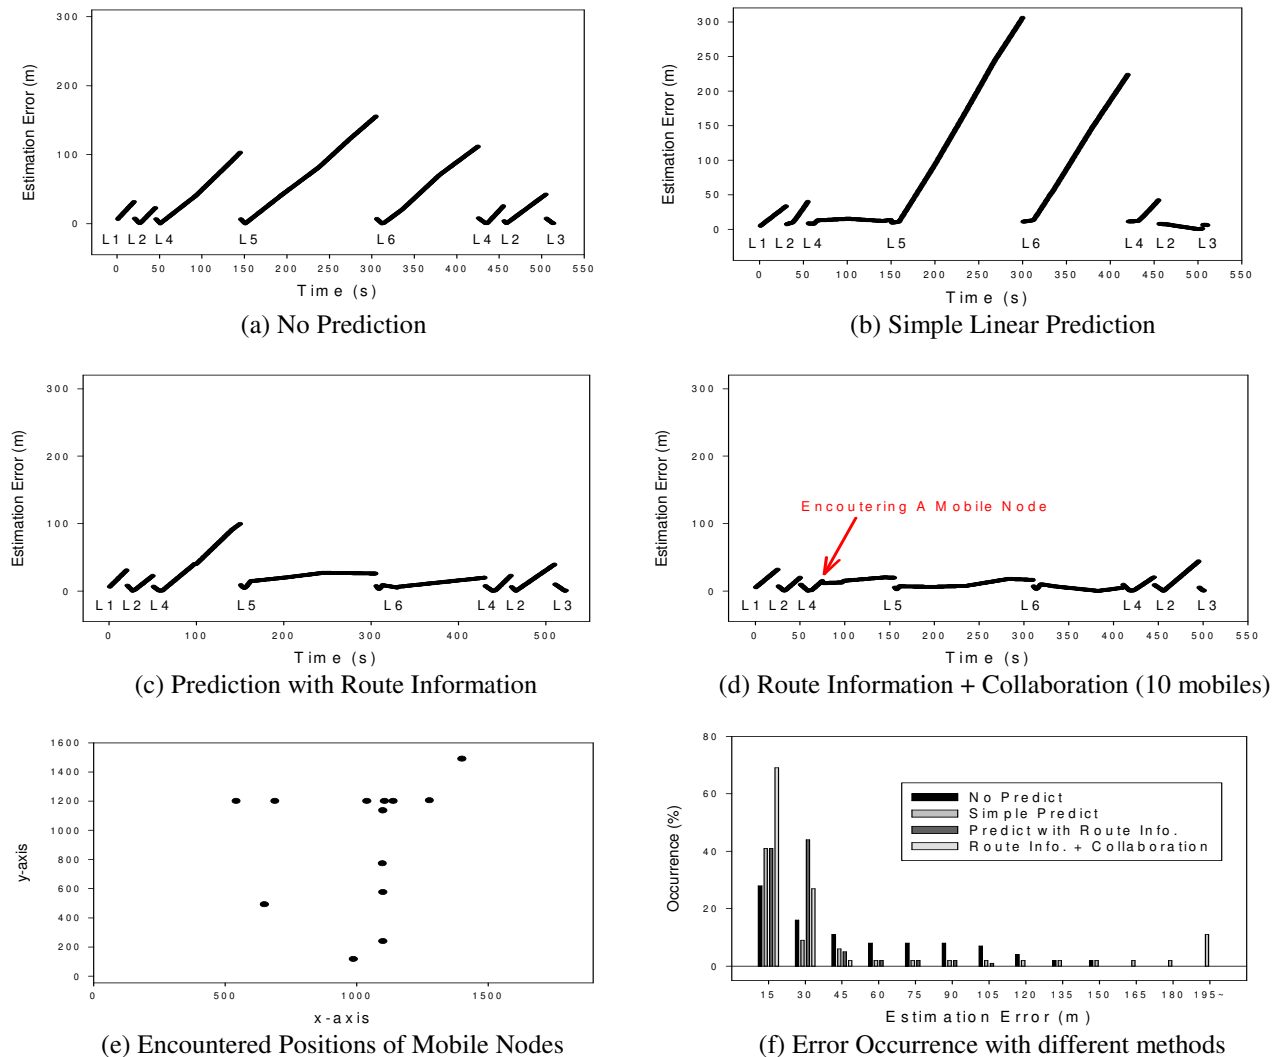 300
200
100
0
Estimation Error (m)
L1 L2 L4 L5 L6 L4 L2 L3
0 50 100 150 200 250 300 350 400 450 500 550
Time (s)
(a) No Prediction
300
250
200
150
100
50
0
Estimation Error (m)
L1 L2 L4 L5 L6 L4 L2 L3
0 50 100 150 200 250 300 350 400 450 500 550
Time (s)
(b) Simple Linear Prediction
300
200
100
0
Estimation Error (m)
L1 L2 L4 L5 L6 L4 L2 L3
0 100 200 300 400 500
Time (s)
(c) Prediction with Route Information
300
200
100
0
Estimation Error (m)
Encoutering A Mobile Node
L1 L2 L4 L5 L6 L4 L2 L3
0 50 100 150 200 250 300 350 400 450 500 550
Time (s)
(d) Route Information + Collaboration (10 mobiles)
1600
1400
1200
1000
800
600
400
200
0
y-axis
0 500 1000 1500
x-axis
(e) Encountered Positions of Mobile Nodes
80
60
40
20
0
Occurrence (%)
No Predict
Simple Predict
Predict with Route Info.
Route Info. + Collaboration
15 30 45 60 75 90 105 120 135 150 165 180 195~
Estimation Error (m)
(f) Error Occurrence with different methods